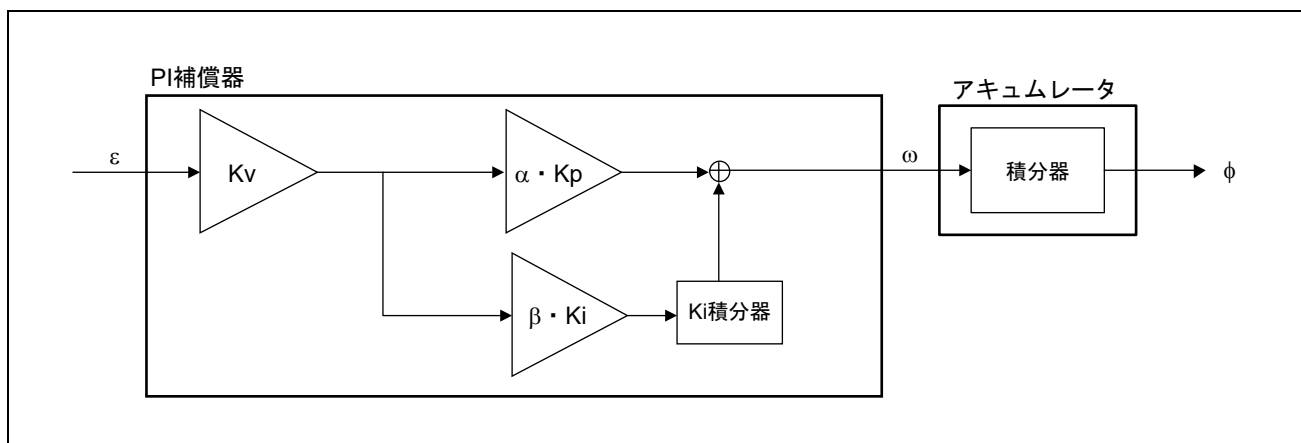 PI補償器
アキュムレータ
ε
Kv
α・Kp
ω
積分器
φ
β・Ki
Ki積分器